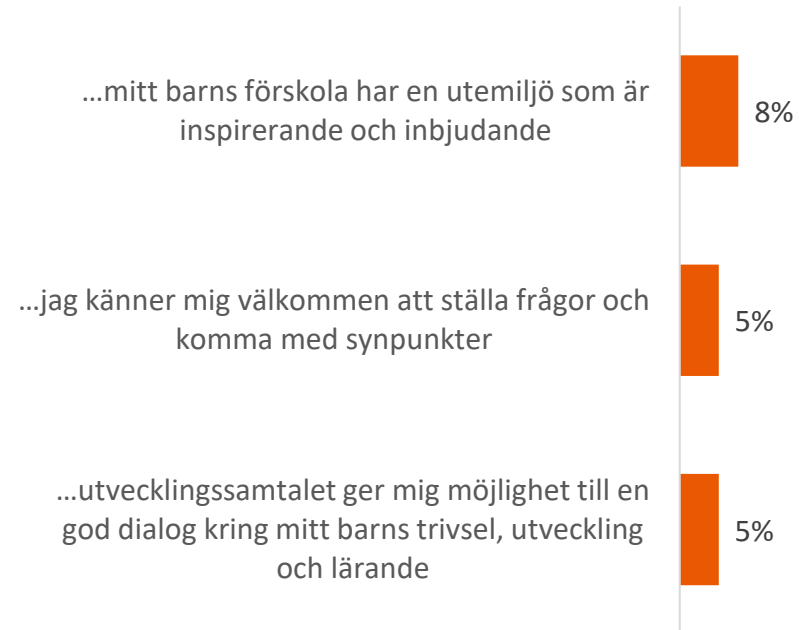 …mitt barns förskola har en utemiljö som är
inspirerande och inbjudande
8%
…jag känner mig välkommen att ställa frågor och
komma med synpunkter
5%
…utvecklingssamtalet ger mig möjlighet till en
god dialog kring mitt barns trivsel, utveckling
och lärande
5%